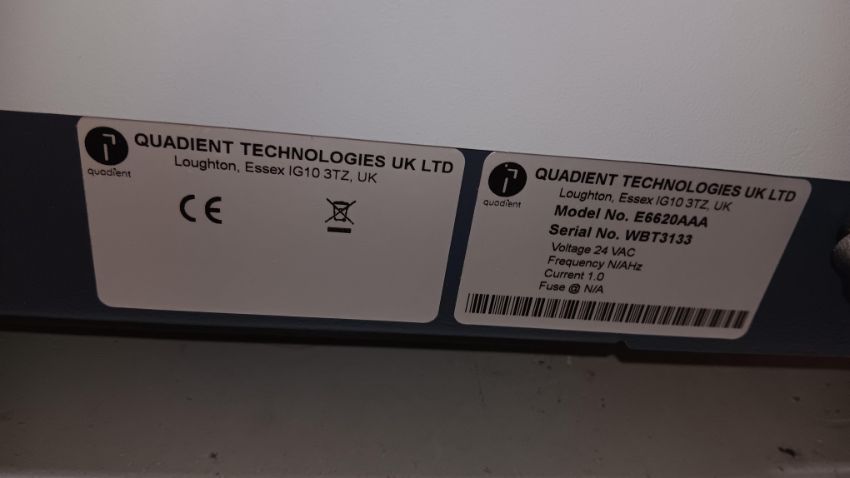 quadient
QUADIENT TECHNOLOGIES UK LTD
Loughton, Essex IG10 3TZ, UK
CE
quadient
QUADIENT TECHNOLOGIES UK LTD
Loughton, Essex IG10 3TZ, UK
Model No. E6620AAA
Serial No. WBT3133
Voltage 24 VAC
Frequency N/AHz
Current 1.0
Fuse @ N/A